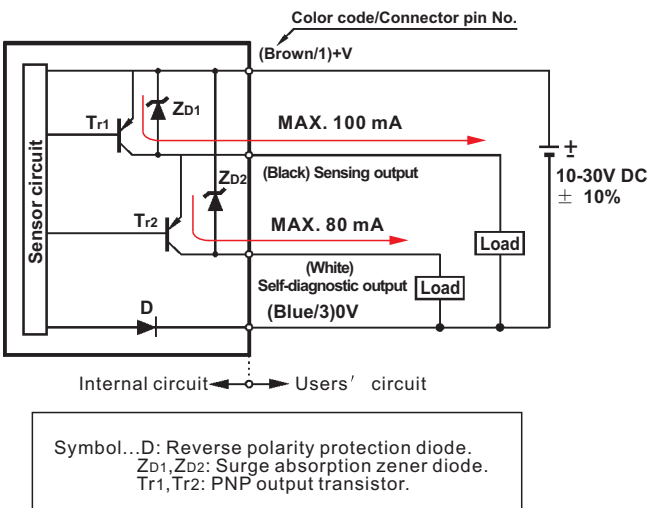 Color code/Connector pin No.
(Brown/1)+V
ZD1
Tr1
MAX. 100 mA
±
10-30V DC
± 10%
(Black) Sensing output
ZD2
Sensor circuit
Tr2
MAX. 80 mA
Load
(White)
Self-diagnostic output
Load
D
(Blue/3)0V
Internal circuit
Users' circuit
Symbol...D: Reverse polarity protection diode.
ZD1,ZD2: Surge absorption zener diode.
Tr1,Tr2: PNP output transistor.